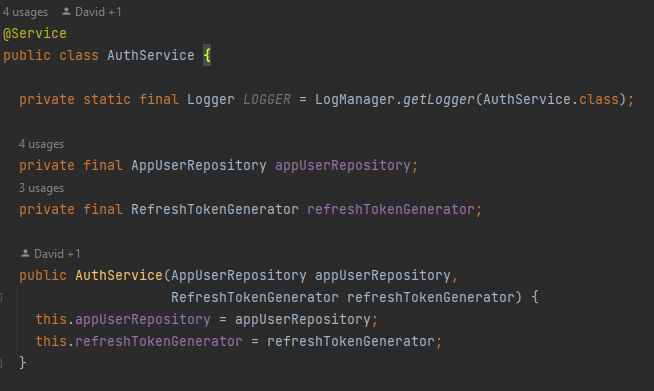 4 usages David +1
@Service
public class AuthService {
private static final Logger LOGGER = LogManager.getLogger(AuthService.class);
4 usages
private final AppUserRepository appUserRepository;
3 usages
private final RefreshTokenGenerator refreshTokenGenerator;
David +1
public AuthService(AppUserRepository appUserRepository,
RefreshTokenGenerator refreshTokenGenerator) {
this.appUserRepository = appUserRepository;
this.refreshTokenGenerator = refreshTokenGenerator;
}